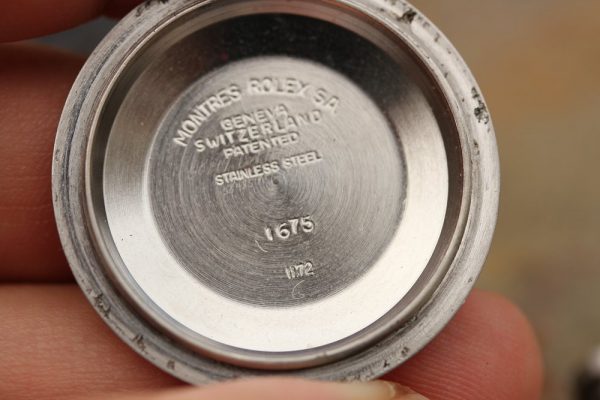 MONTRES ROLEX SA
GENEVA
SWITZERLAND
PATENTED
STAINLESS STEEL
1675
II 72